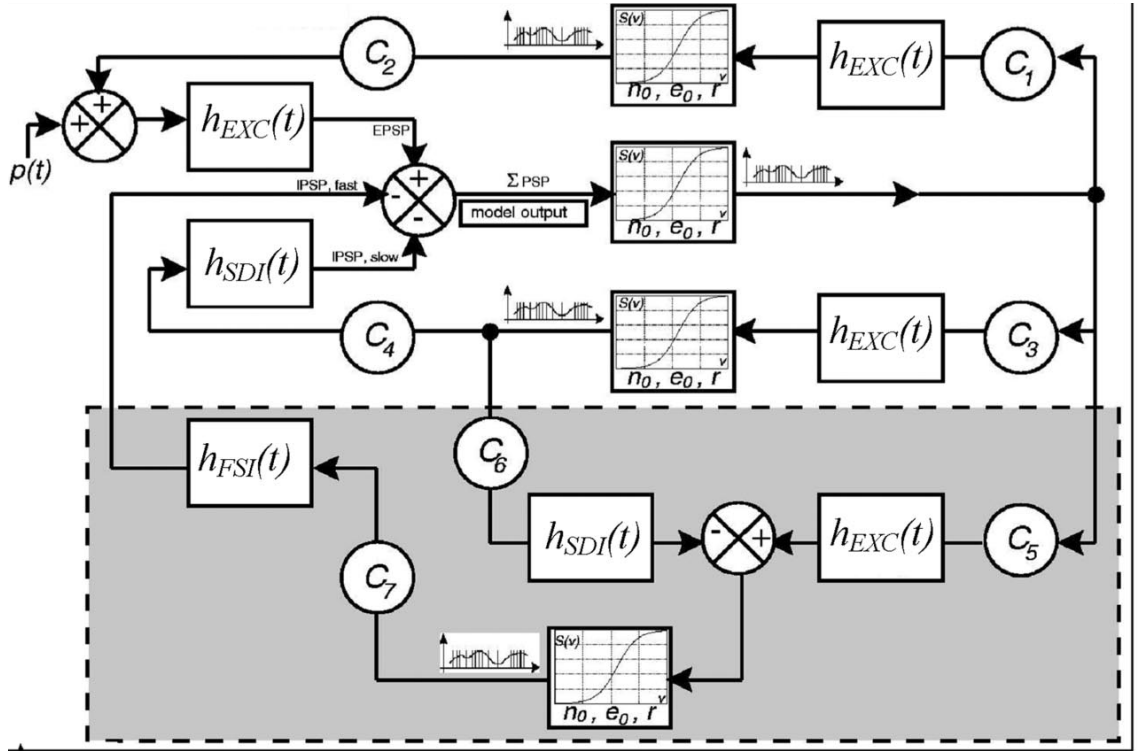 C2
S(v)
v
n0, e0, r
hEXC(t)
C1
+
+
p(t)
hEXC(t)
EPSP
IPSP, fast
+
-
-
Σ PSP
model output
S(v)
v
n0, e0, r
hSDI(t)
IPSP, slow
C4
S(v)
v
n0, e0, r
hEXC(t)
C3
hFSI(t)
C6
hSDI(t)
- +
hEXC(t)
C5
C7
S(v)
v
n0, e0, r